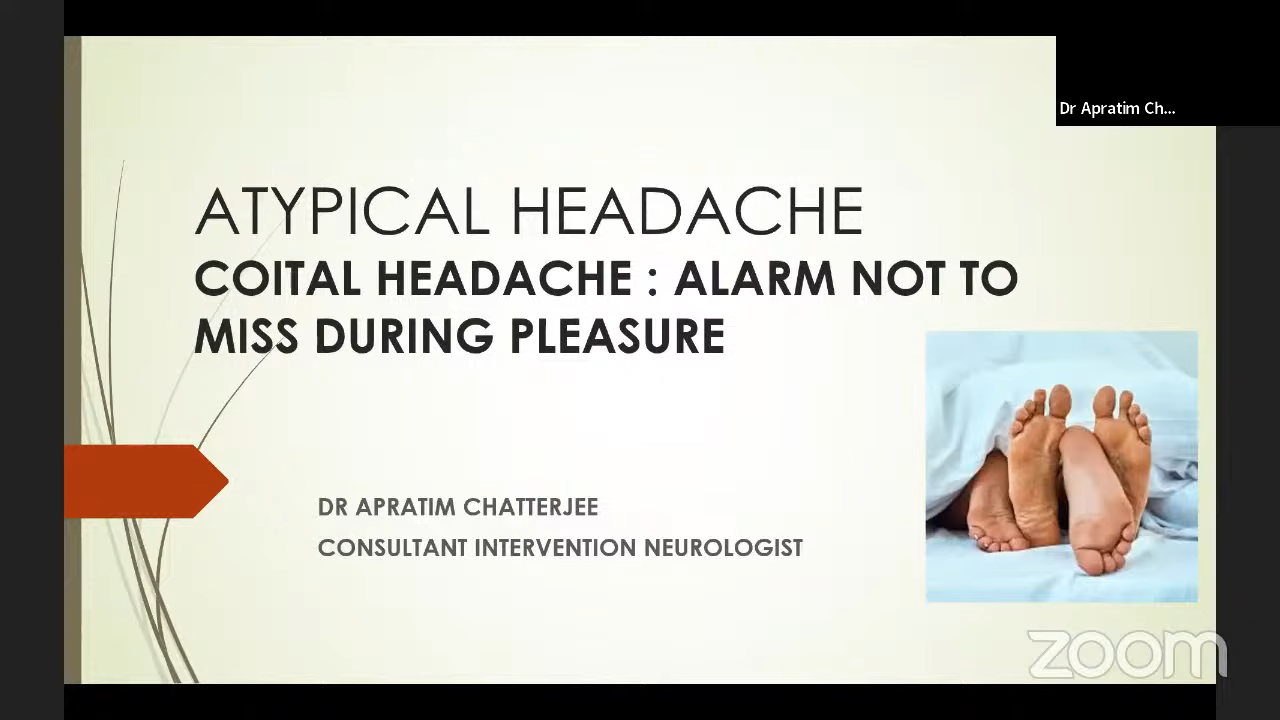 Dr Apratim Ch...
ATYPICAL HEADACHE
COITAL HEADACHE : ALARM NOT TO
MISS DURING PLEASURE
DR APRATIM CHATTERJEE
CONSULTANT INTERVENTION NEUROLOGIST
zoom